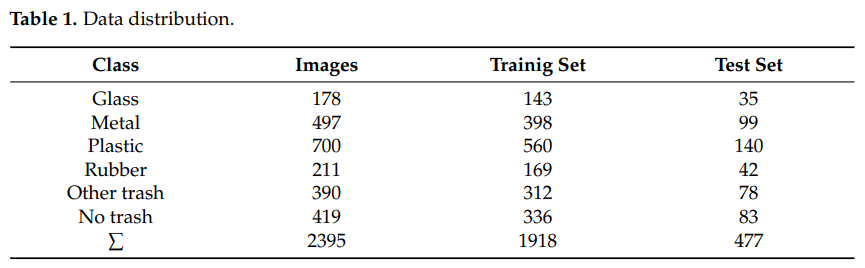 Table 1. Data distribution.
Class Images Trainig Set Test Set
Glass 178 143 35
Metal 497 398 99
Plastic 700 560 140
Rubber 211 169 42
Other trash 390 312 78
No trash 419 336 83
∑ 2395 1918 477